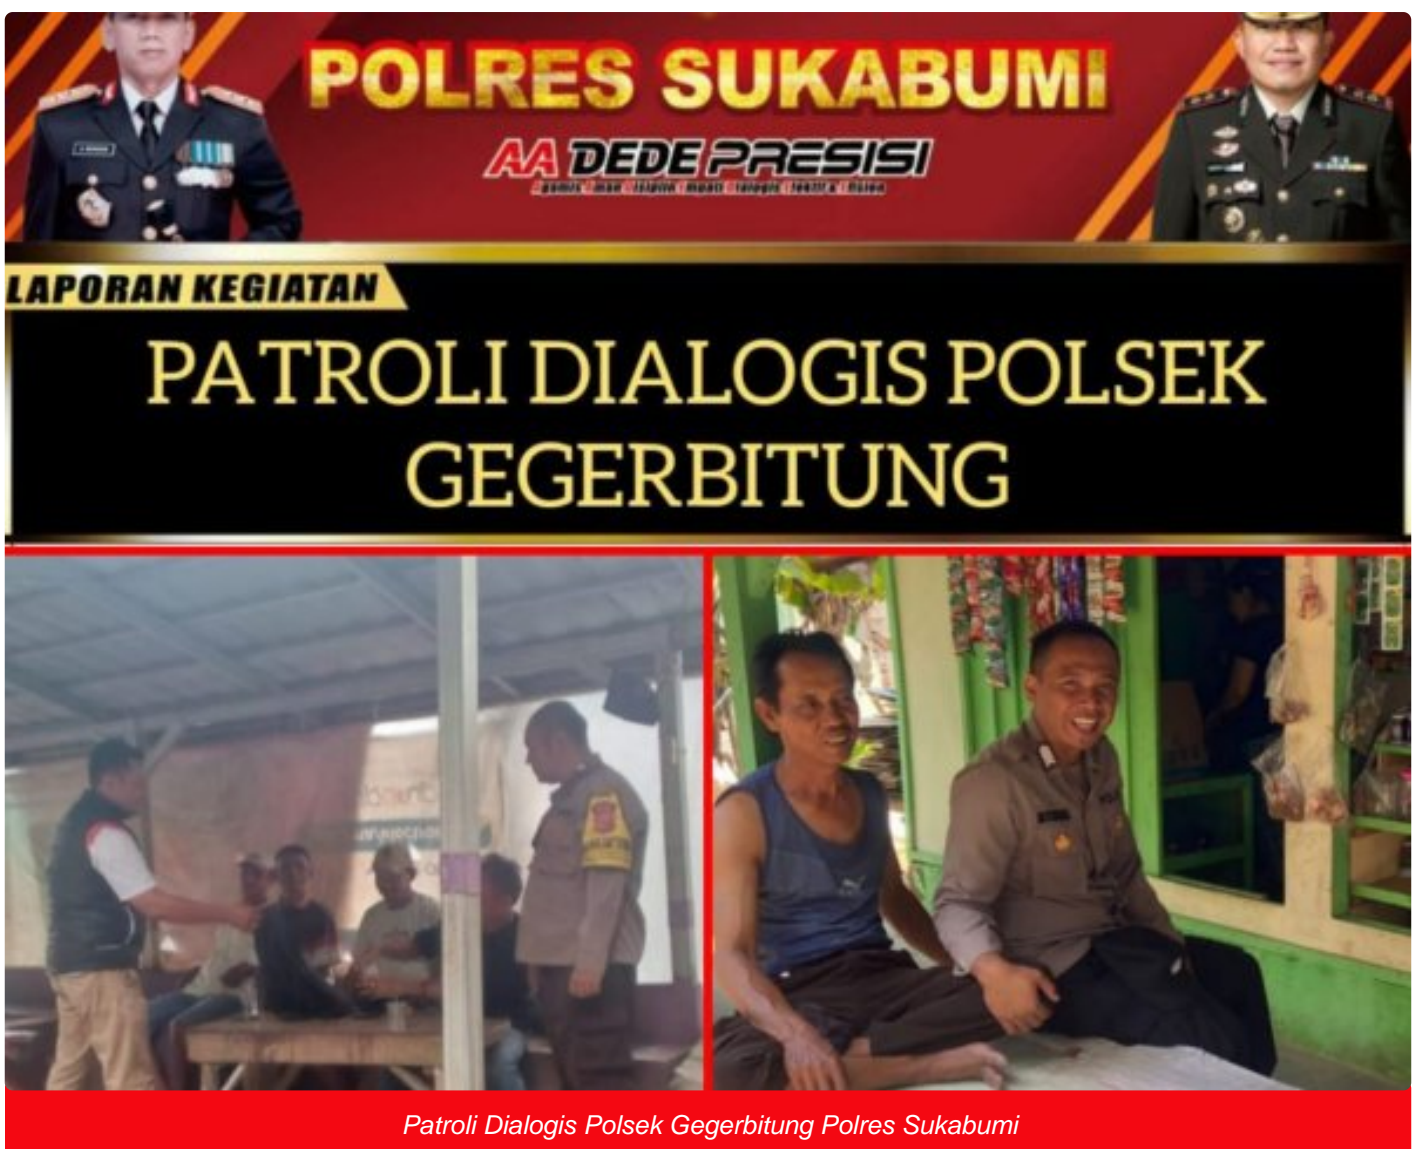 POLRES SUKABUMI
AA DEDE PRESISI
LAPORAN KEGIATAN
PATROLI DIALOGIS POLSEK
GEGERBITUNG
Patroli Dialogis Polsek Gegerbitung Polres Sukabumi